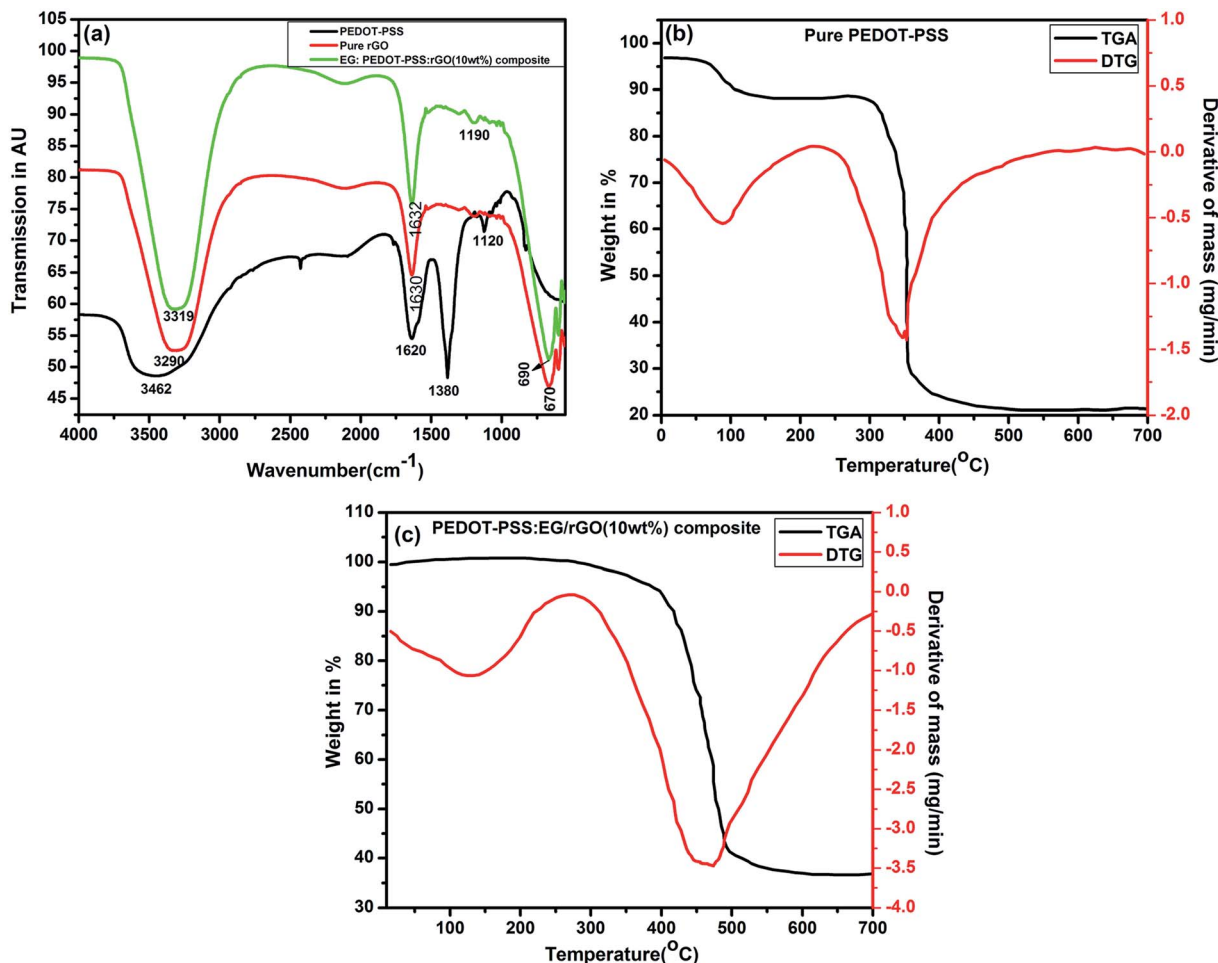 (a)
PEDOT-PSS
Pure rGO
EG: PEDOT-PSS:rGO(10wt%) composite
Transmission in AU
100
95
90
85
80
75
70
65
60
55
50
45
3319
3290
3462
1632
1630
1620
1380
1190
1120
690
670
4000 3500 3000 2500 2000 1500 1000
Wavenumber(cm-1)
(b) Pure PEDOT-PSS
TGA
DTG
Weight in %
100
90
80
70
60
50
40
30
20
1.0
0.5
0.0
-0.5
-1.0
-1.5
-2.0
Derivative of mass (mg/min)
0 100 200 300 400 500 600 700
Temperature(oC)
(c) PEDOT-PSS:EG/rGO(10wt%) composite
TGA
DTG
Weight in %
110
100
90
80
70
60
50
40
30
1.0
0.5
0.0
-0.5
-1.0
-1.5
-2.0
-2.5
-3.0
-3.5
-4.0
Derivative of mass (mg/min)
100 200 300 400 500 600 700
Temperature(oC)